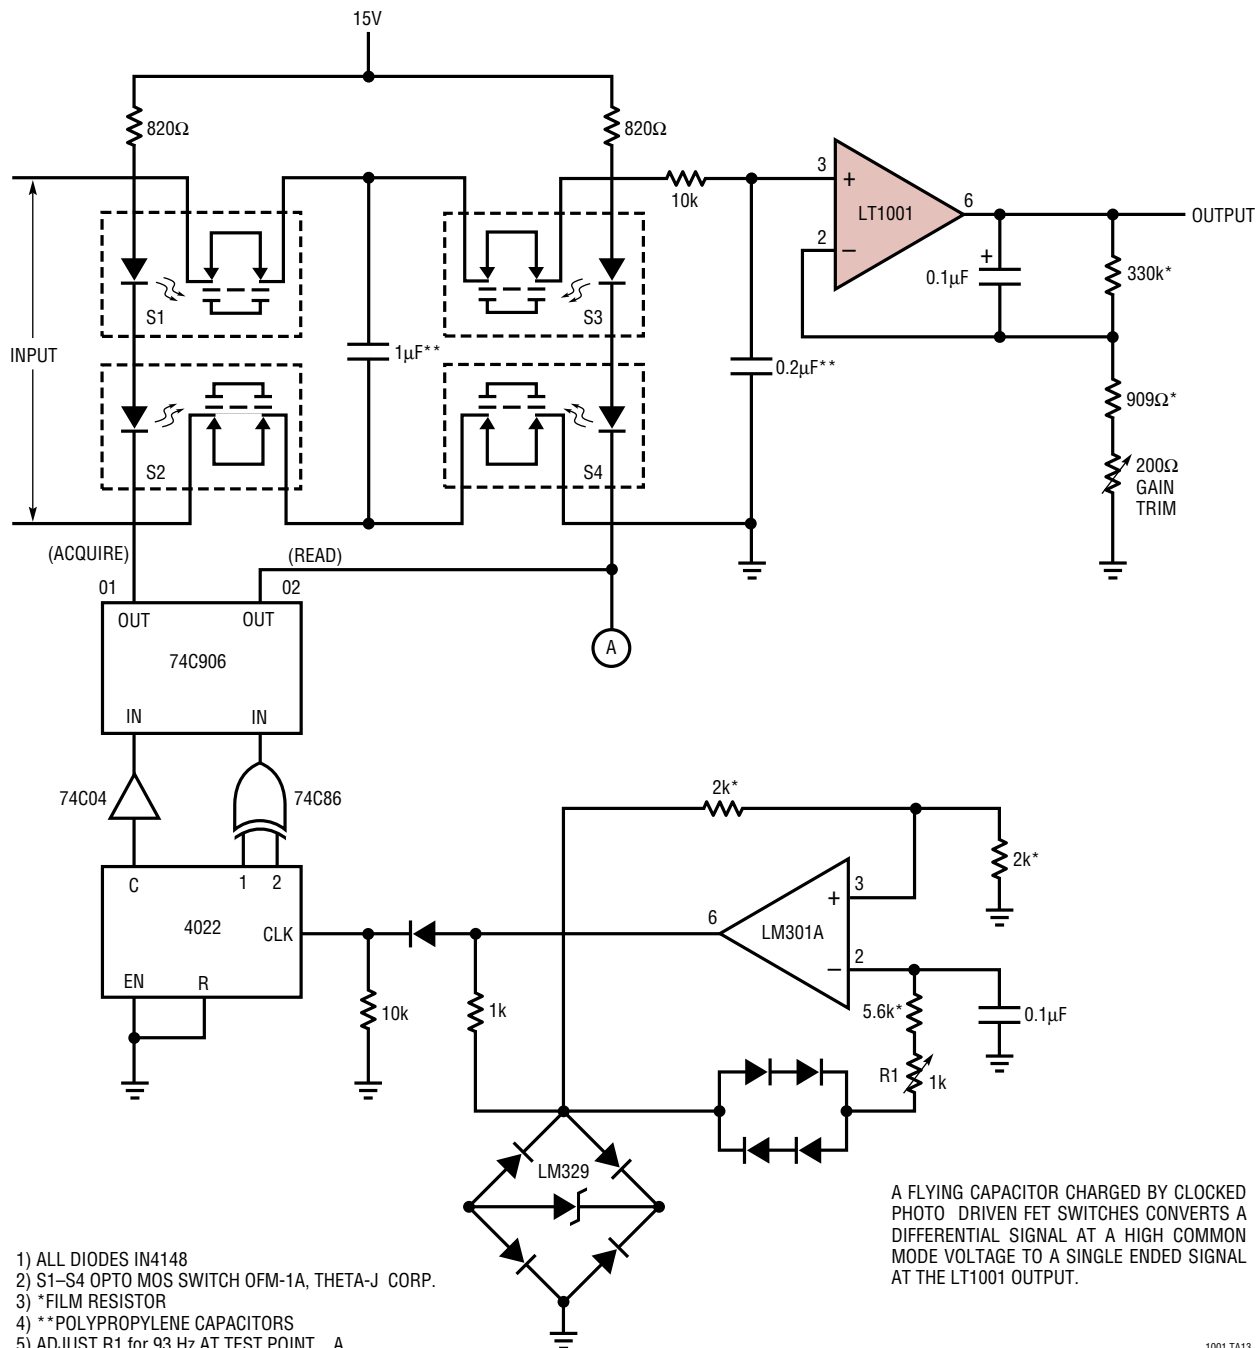 15V
820Ω
820Ω
10k
3
+
LT1001
6
OUTPUT
2
–
+
0.1µF
330k*
S1
S3
INPUT
1µF**
0.2µF**
909Ω*
S2
S4
200Ω
GAIN
TRIM
(ACQUIRE)
(READ)
01
02
OUT
OUT
A
74C906
IN
IN
74C04
74C86
2k*
2k*
C
1
2
3
+
6
LM301A
4022
CLK
2
–
EN
R
10k
1k
5.6k*
0.1µF
R1
1k
LM329
A FLYING CAPACITOR CHARGED BY CLOCKED
PHOTO DRIVEN FET SWITCHES CONVERTS A
DIFFERENTIAL SIGNAL AT A HIGH COMMON
MODE VOLTAGE TO A SINGLE ENDED SIGNAL
AT THE LT1001 OUTPUT.
1) ALL DIODES IN4148
2) S1–S4 OPTO MOS SWITCH OFM-1A, THETA-J CORP.
3) *FILM RESISTOR
4) **POLYPROPYLENE CAPACITORS
5) ADJUST R1 for 93 Hz AT TEST POINT A
1001 TA13